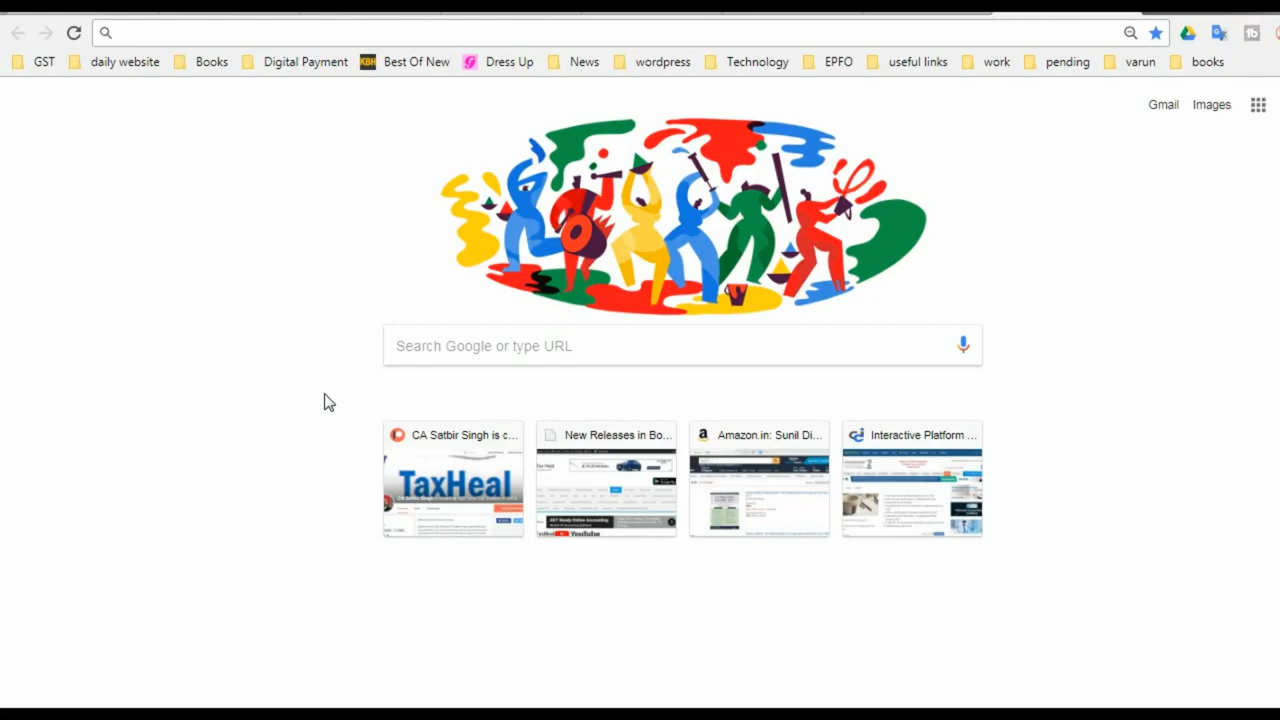 GST daily website Books Digital Payment KBH Best Of New Dress Up News wordpress Technology EPFO useful links work pending varun books
Gmail Images
Search Google or type URL
CA Satbir Singh is c... New Releases in Bo... Amazon.in: Sunil Di... Interactive Platform ...
TaxHeal
YouTube